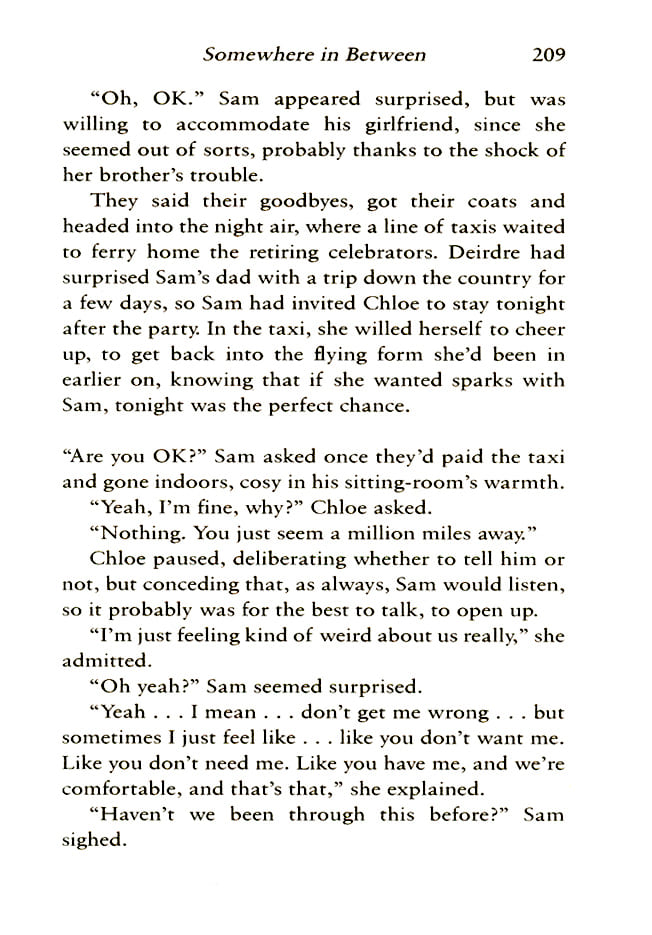 Somewhere in Between 209
“Oh, OK.” Sam appeared surprised, but was
willing to accommodate his girlfriend, since she
seemed out of sorts, probably thanks to the shock of
her brother’s trouble.
They said their goodbyes, got their coats and
headed into the night air, where a line of taxis waited
to ferry home the retiring celebrators. Deirdre had
surprised Sam’s dad with a trip down the country for
a few days, so Sam had invited Chloe to stay tonight
after the party. In the taxi, she willed herself to cheer
up, to get back into the flying form she’d been in
earlier on, knowing that if she wanted sparks with
Sam, tonight was the perfect chance.
“Are you OK?” Sam asked once they’d paid the taxi
and gone indoors, cosy in his sitting-room’s warmth.
“Yeah, I’m fine, why?” Chloe asked.
“Nothing. You just seem a million miles away.”
Chloe paused, deliberating whether to tell him or
not, but conceding that, as always, Sam would listen,
so it probably was for the best to talk, to open up.
“I’m just feeling kind of weird about us really,” she
admitted.
“Oh yeah?” Sam seemed surprised.
“Yeah . . . I mean . . . don’t get me wrong . . . but
sometimes I just feel like . . . like you don’t want me.
Like you don’t need me. Like you have me, and we’re
comfortable, and that’s that,” she explained.
“Haven’t we been through this before?” Sam
sighed.